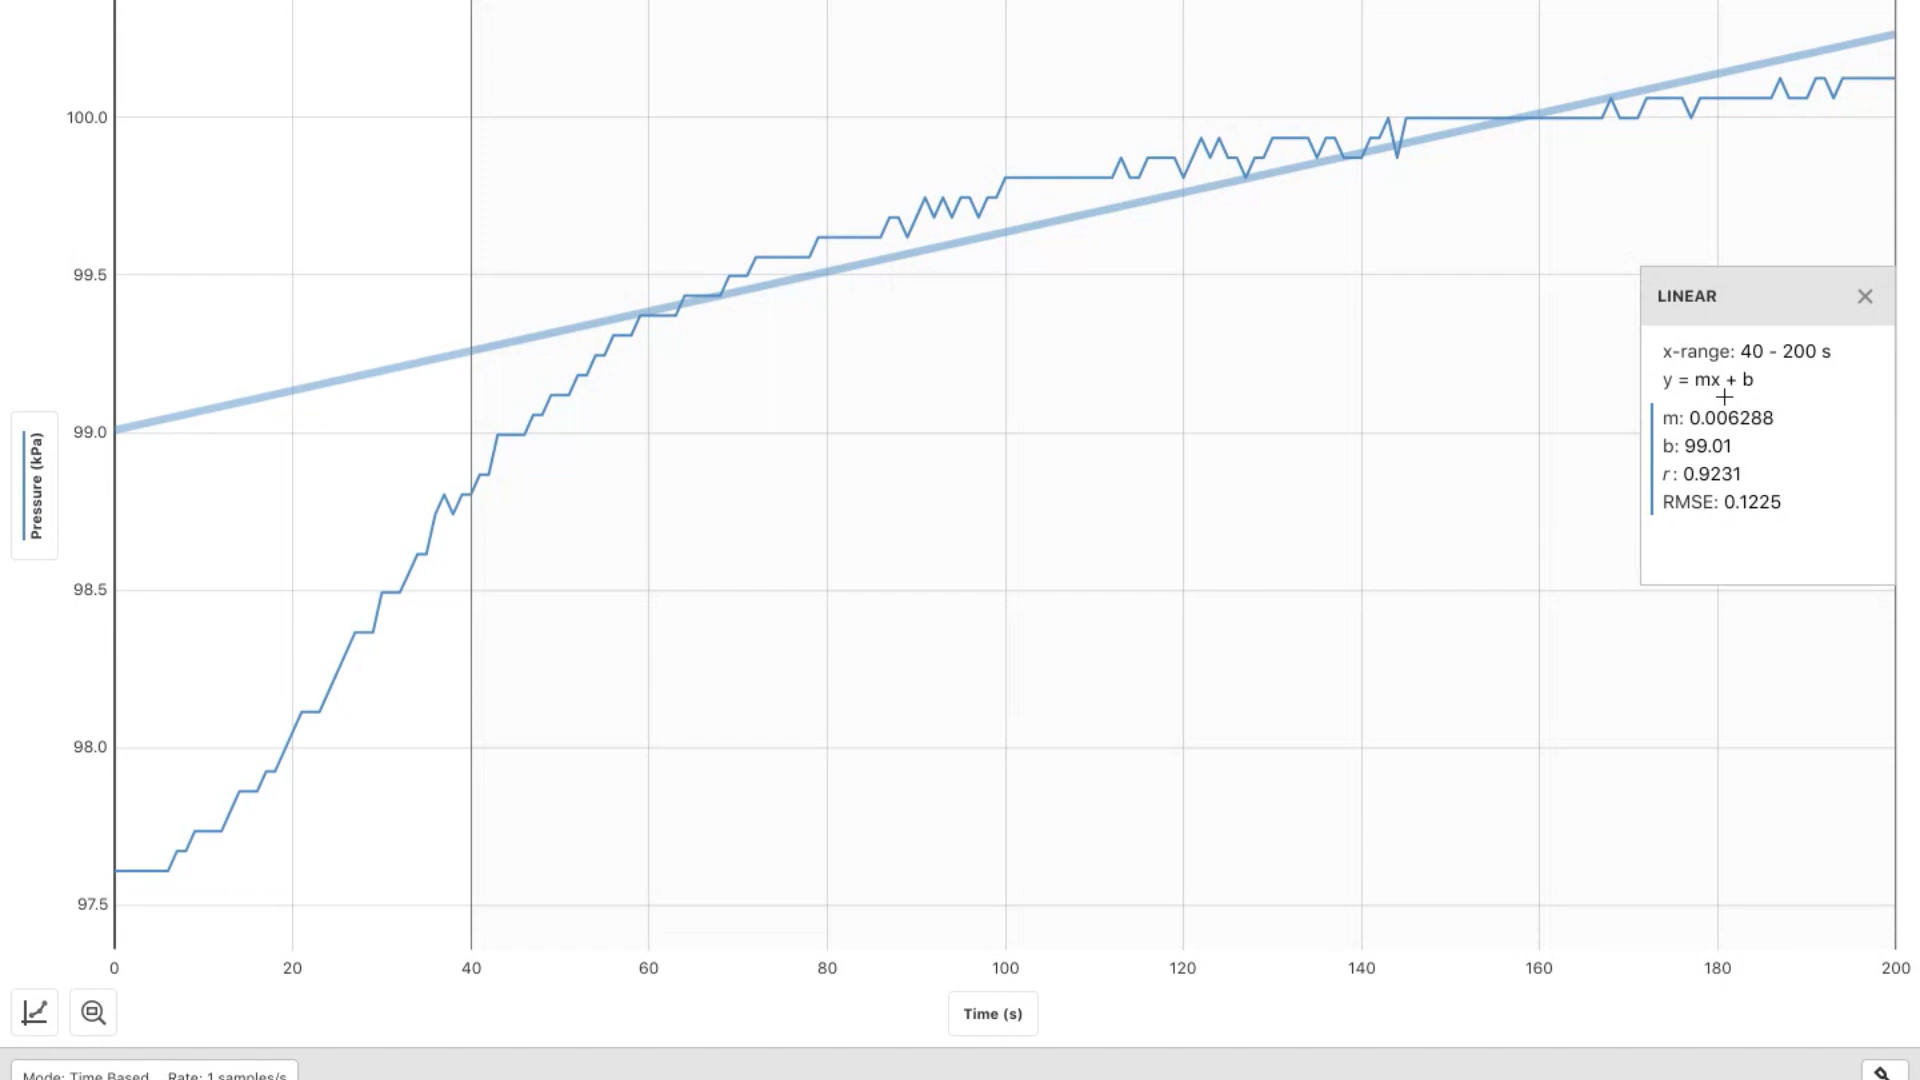 100.0
99.5
99.0
98.5
98.0
97.5
Pressure (kPa)
0 20 40 60 80 100 120 140 160 180 200
Time (s)
LINEAR
x-range: 40 - 200 s
y = mx + b
m: 0.006288
b: 99.01
r: 0.9231
RMSE: 0.1225
Mode: Time Based Rate: 1 samples/s